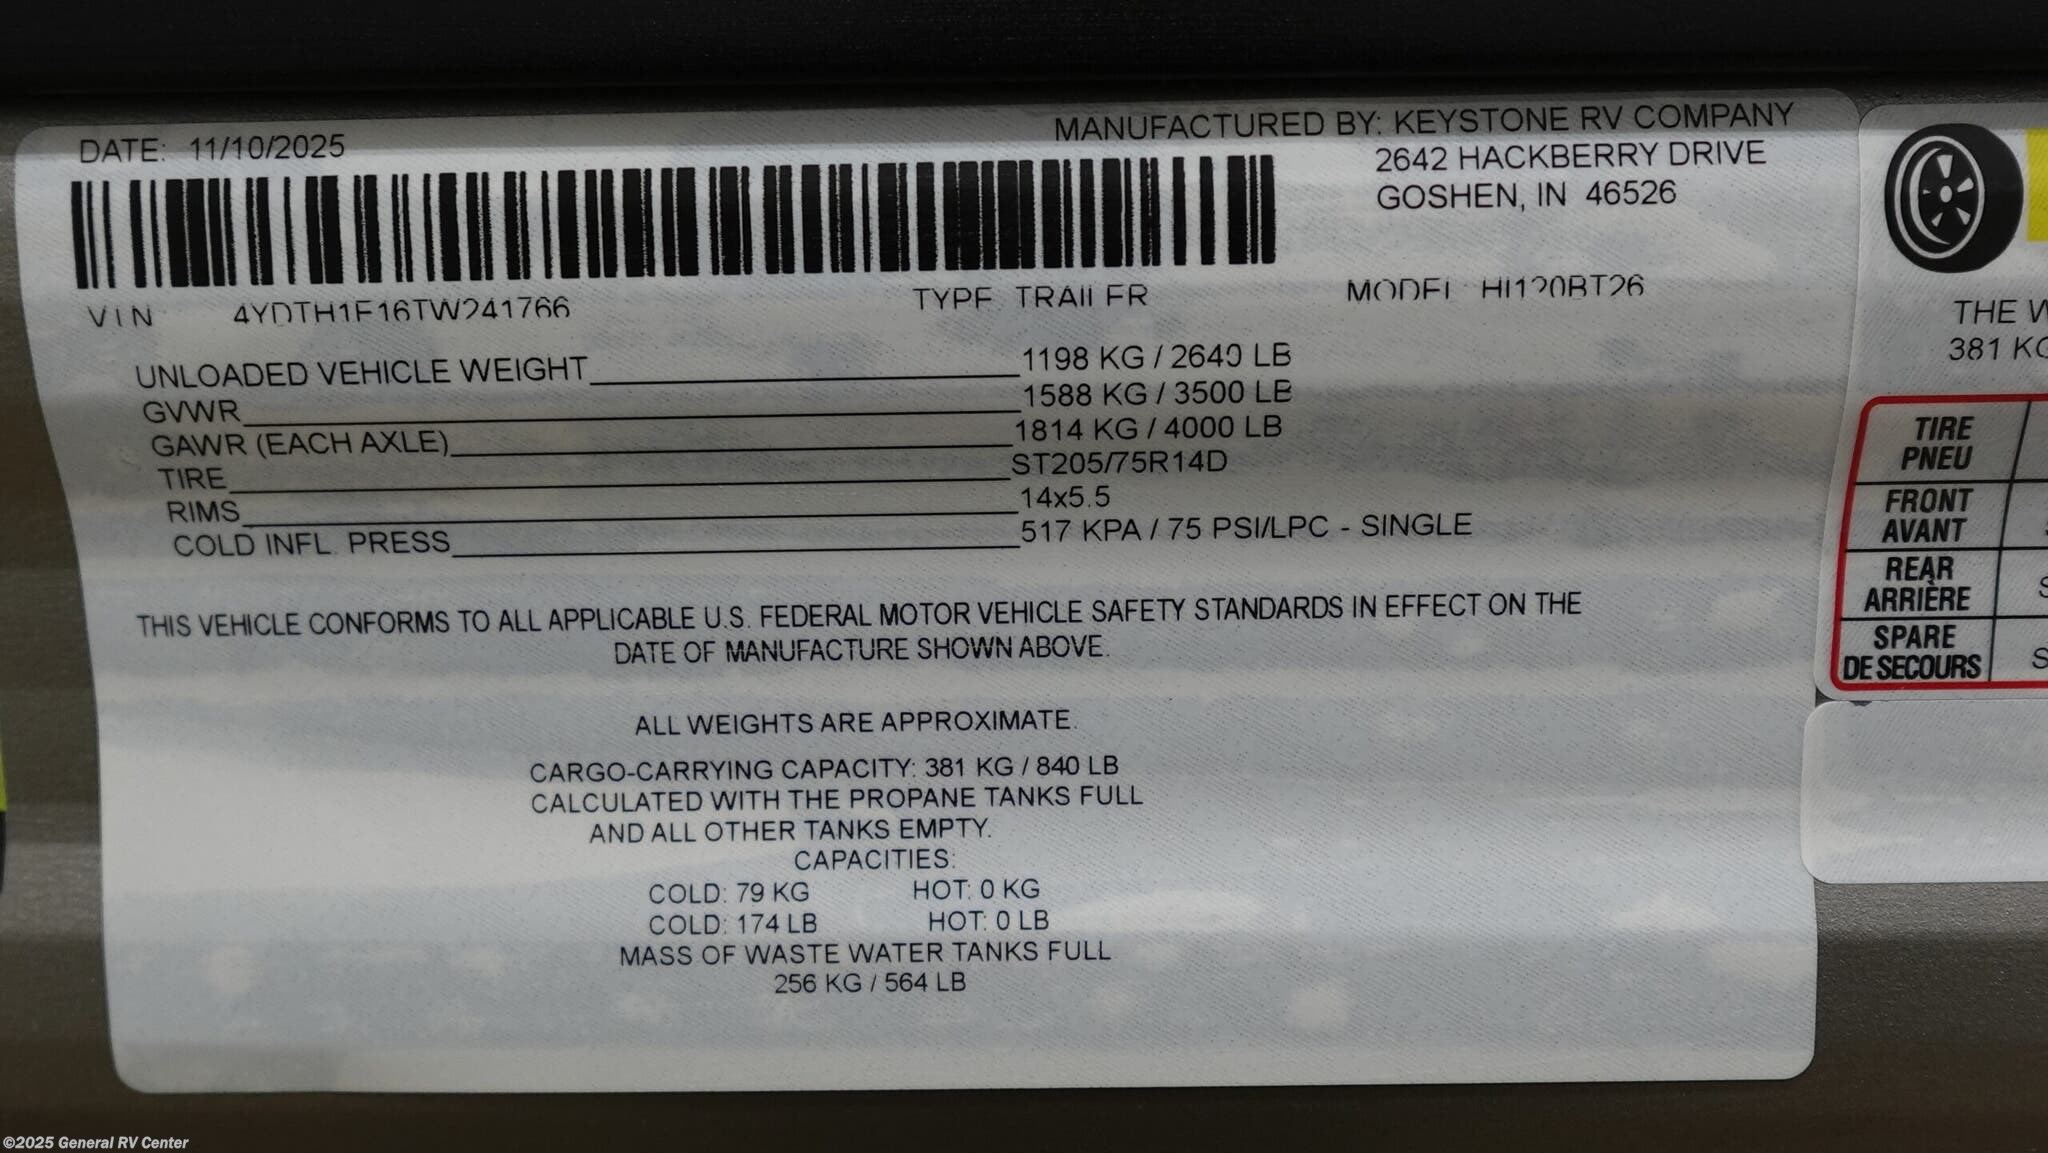 DATE: 11/10/2025
MANUFACTURED BY: KEYSTONE RV COMPANY
2642 HACKBERRY DRIVE
GOSHEN, IN 46526
VIN 4YDTH1F16TW241766 TYPE TRAILER MODEL HI120BT26
UNLOADED VEHICLE WEIGHT 1198 KG / 2640 LB
GVWR 1588 KG / 3500 LB
GAWR (EACH AXLE) 1814 KG / 4000 LB
TIRE ST205/75R14D
RIMS 14x5.5
COLD INFL. PRESS 517 KPA / 75 PSI/LPC - SINGLE
THIS VEHICLE CONFORMS TO ALL APPLICABLE U.S. FEDERAL MOTOR VEHICLE SAFETY STANDARDS IN EFFECT ON THE
DATE OF MANUFACTURE SHOWN ABOVE.
ALL WEIGHTS ARE APPROXIMATE.
CARGO-CARRYING CAPACITY: 381 KG / 840 LB
CALCULATED WITH THE PROPANE TANKS FULL
AND ALL OTHER TANKS EMPTY.
CAPACITIES:
COLD: 79 KG HOT: 0 KG
COLD: 174 LB HOT: 0 LB
MASS OF WASTE WATER TANKS FULL
256 KG / 564 LB
THE
381
TIRE
PNEU
FRONT
AVANT
REAR
ARRIÈRE
SPARE
DE SECOURS
©2025 General RV Center